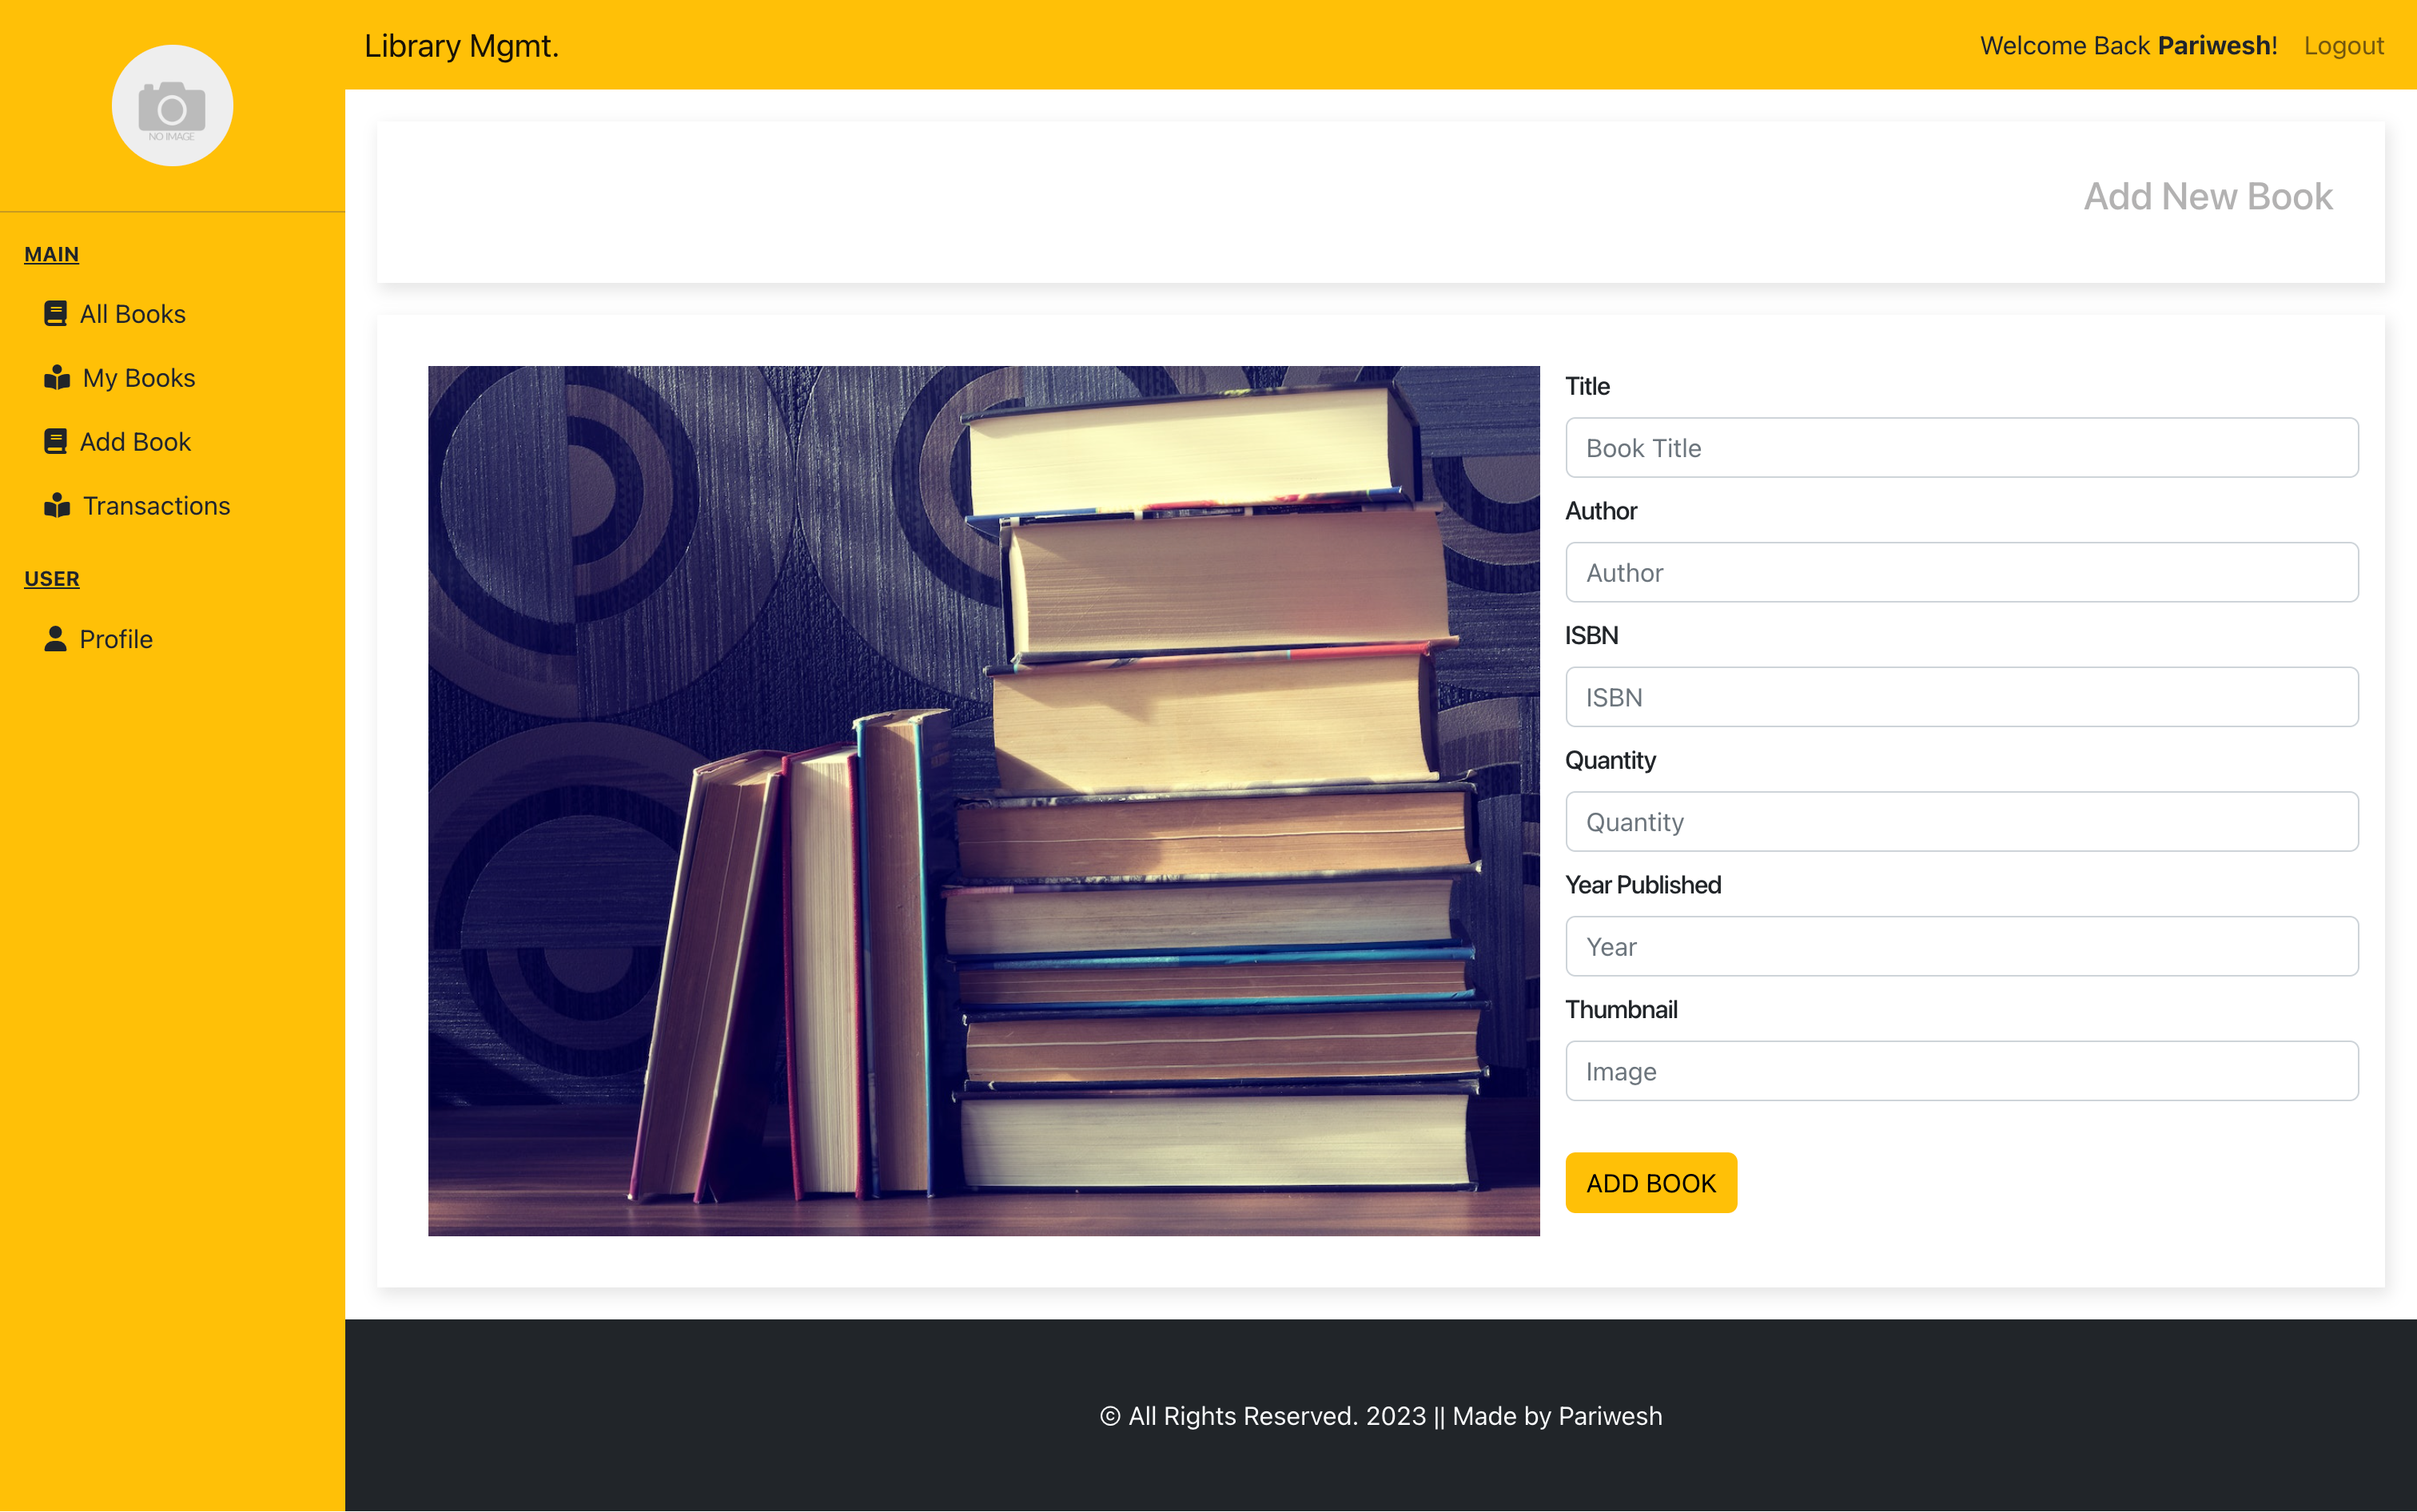 Library Mgmt.
Welcome Back Pariwesh! Logout
NO IMAGE
MAIN
All Books
My Books
Add Book
Transactions
USER
Profile
Add New Book
Title
Book Title
Author
Author
ISBN
ISBN
Quantity
Quantity
Year Published
Year
Thumbnail
Image
ADD BOOK
© All Rights Reserved. 2023 || Made by Pariwesh